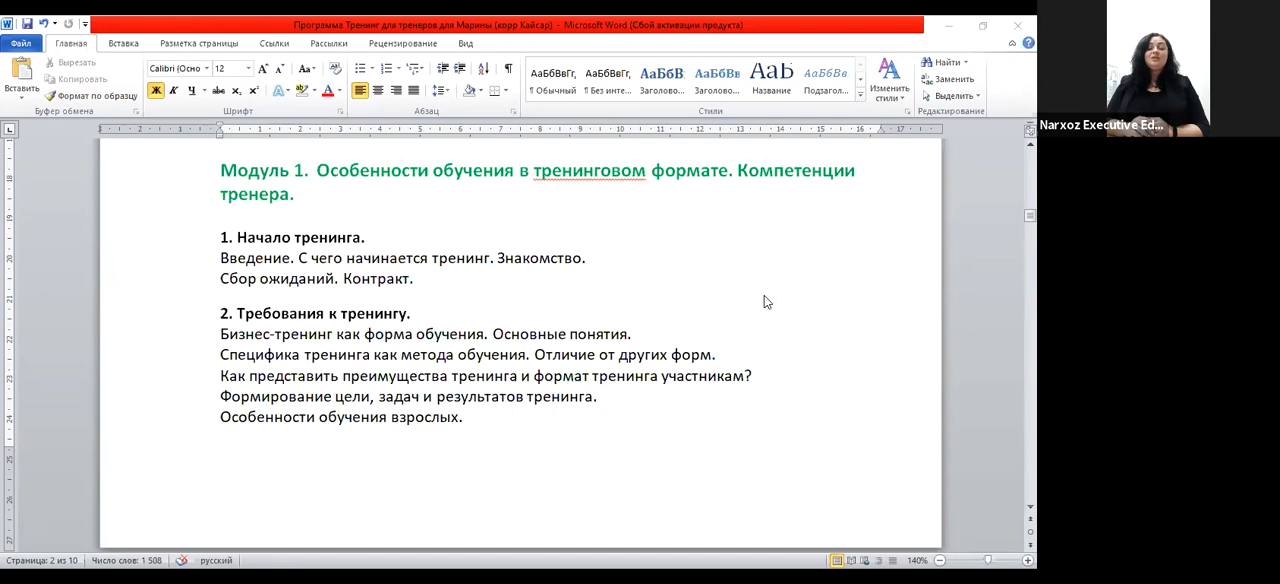 Программа Тренинг для тренеров для Марины (корр Кайсар) - Microsoft Word (Сбой активации продукта)
Файл Главная Вставка Разметка страницы Ссылки Рассылки Рецензирование Вид
Вставить
Вырезать
Копировать
Формат по образцу
Буфер обмена
Calibri (Осно 12
Ж К Ч abc x₂ x²
Шрифт
Абзац
АаБбВвГг, АаБбВвГг, АаБбВ АаБбВв АаБ АаБбВв
¶ Обычный ¶ Без инте... Заголово... Заголово... Название Подзагол...
Стили
Изменить стили
Найти
Заменить
Выделить
Редактирование
Narxoz Executive Ed...
Модуль 1. Особенности обучения в тренинговом формате. Компетенции
тренера.
1. Начало тренинга.
Введение. С чего начинается тренинг. Знакомство.
Сбор ожиданий. Контракт.
2. Требования к тренингу.
Бизнес-тренинг как форма обучения. Основные понятия.
Специфика тренинга как метода обучения. Отличие от других форм.
Как представить преимущества тренинга и формат тренинга участникам?
Формирование цели, задач и результатов тренинга.
Особенности обучения взрослых.
Страница: 2 из 10 Число слов: 1 508 русский 140%